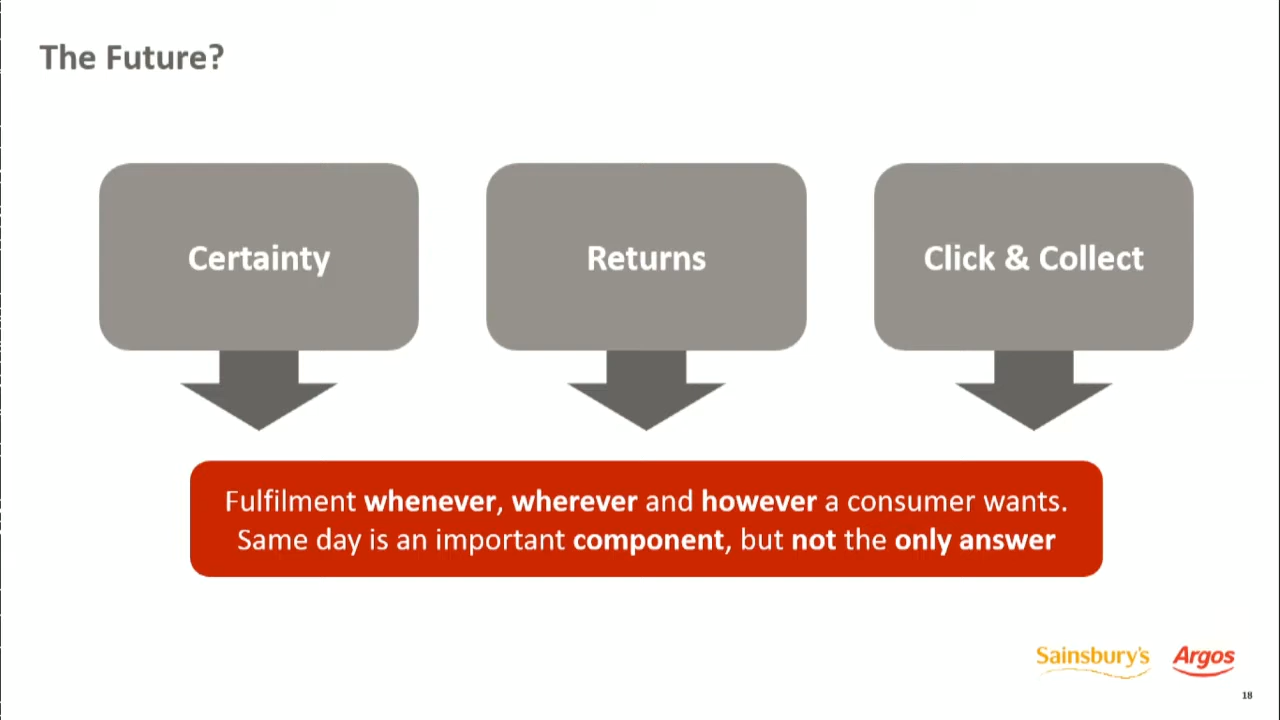 The Future?
Certainty
Returns
Click & Collect
Fulfilment whenever, wherever and however a consumer wants.
Same day is an important component, but not the only answer
Sainsbury's
Argos
18